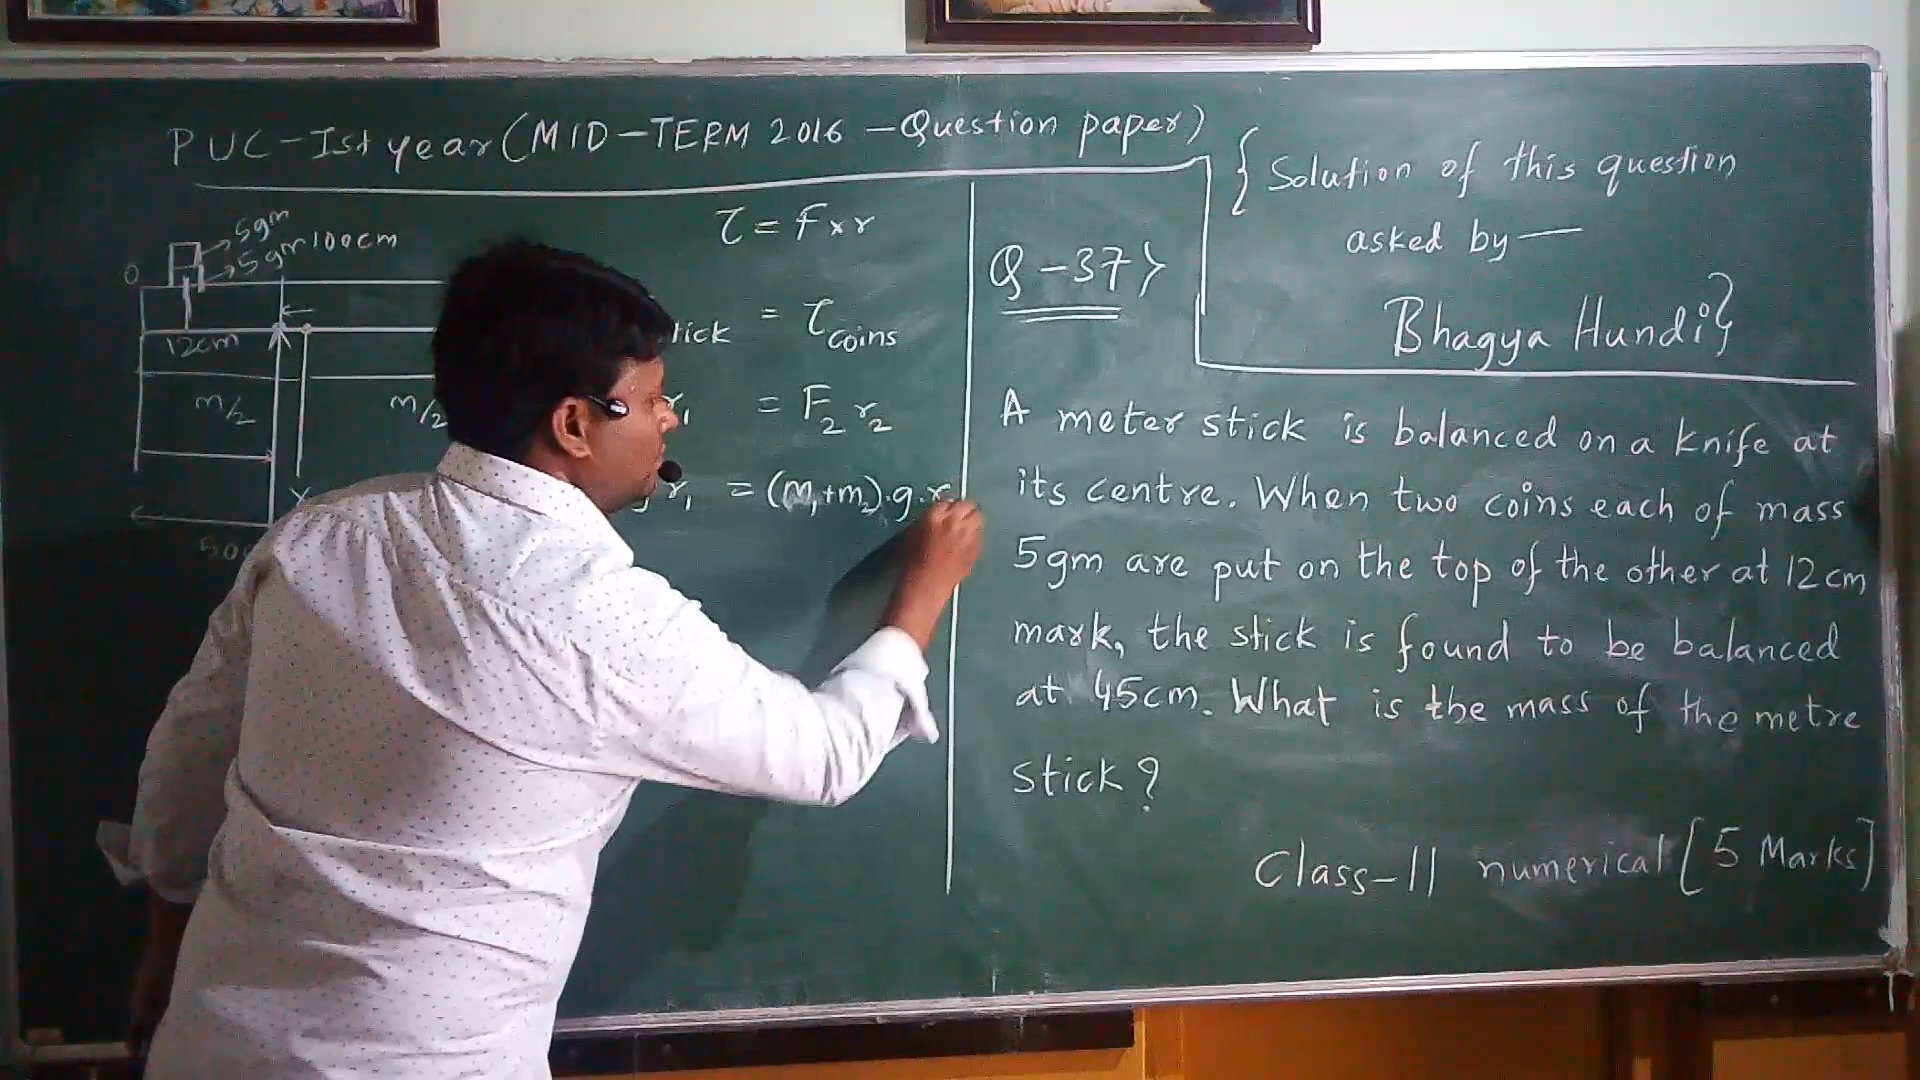 PUC-Ist year (MID-TERM 2016 - Question paper)
{Solution of this question
asked by —
Bhagya Hundi}
5gm
5gm 100cm
0
12cm
m/2
m/2
τ = F x r
tick = τ coins
r₁ = F₂ r₂
r₁ = (m₁+m₂).g.r
Q-37>
A meter stick is balanced on a knife at
its centre. When two coins each of mass
5gm are put on the top of the other at 12cm
mark, the stick is found to be balanced
at 45cm. What is the mass of the metre
stick?
Class-11 numerical [5 Marks]